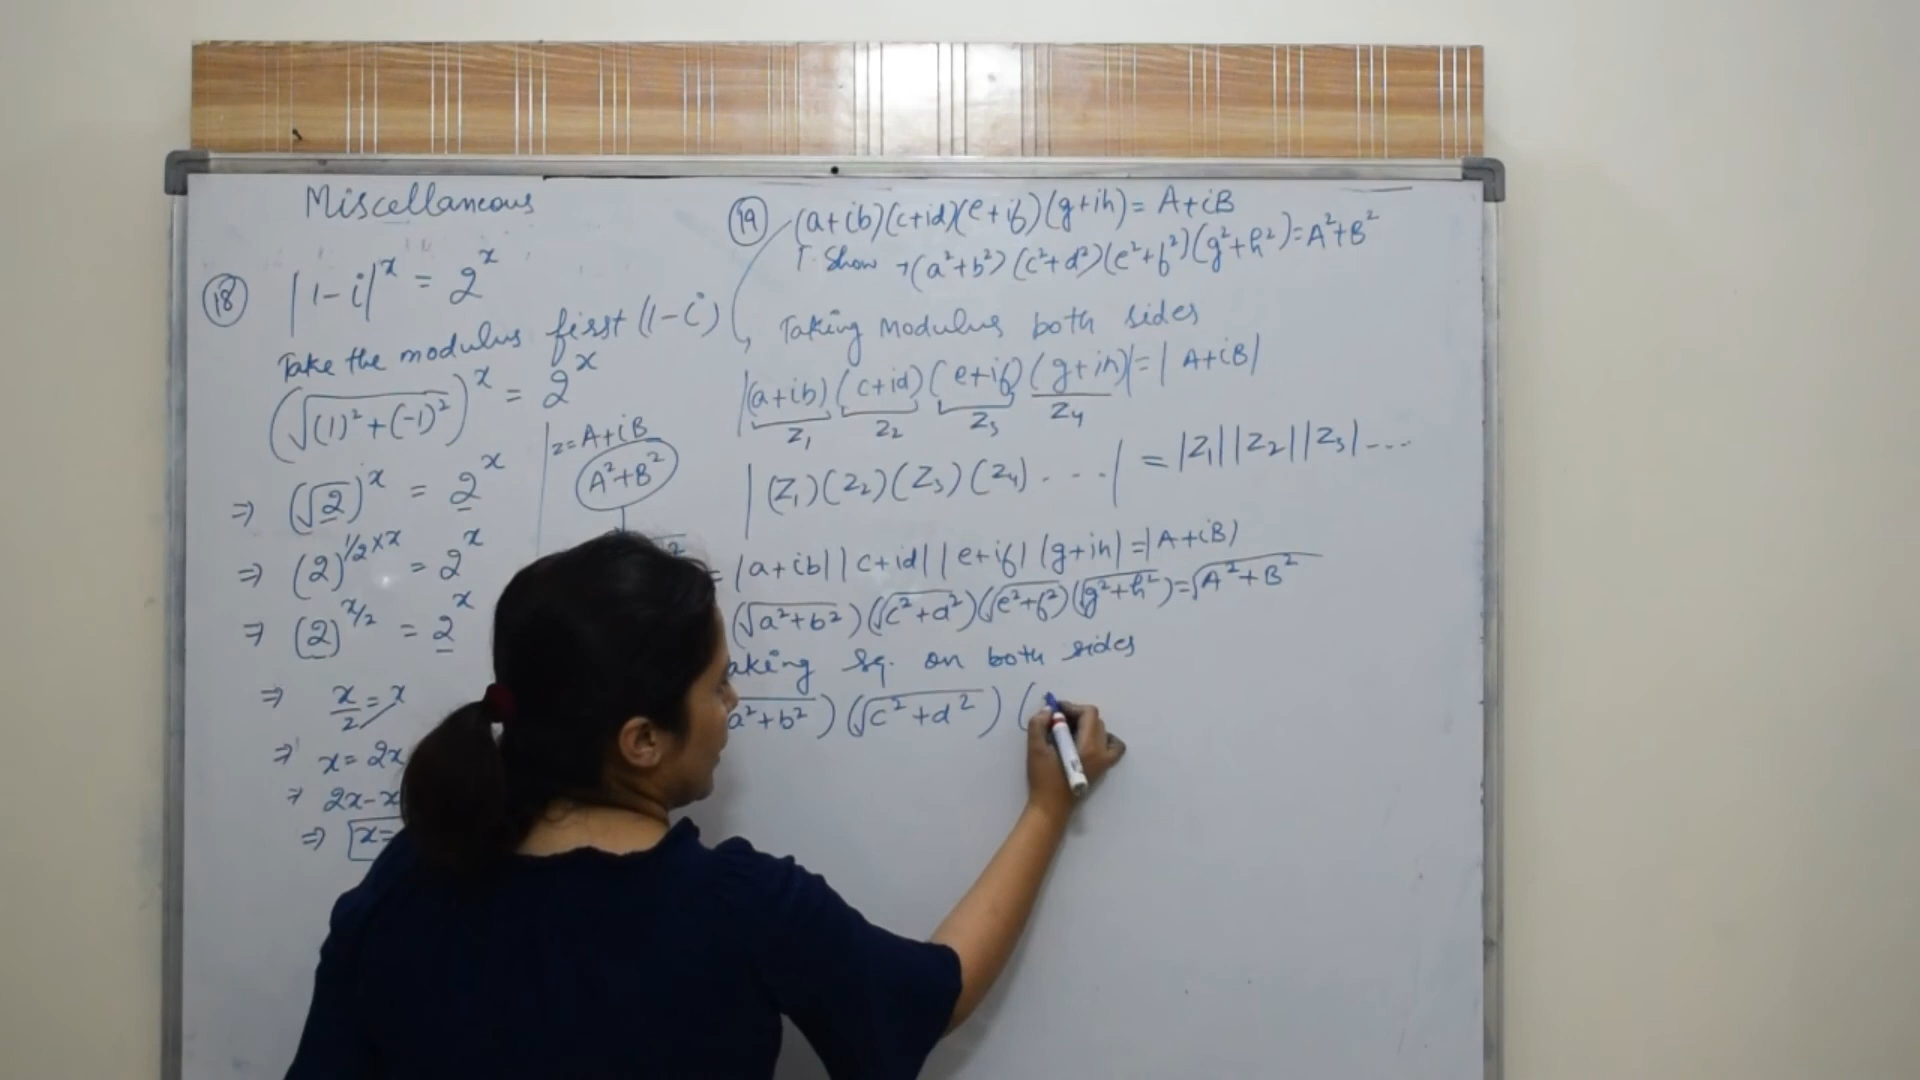 Miscellaneous
(18) |1-i|^x = 2^x
Take the modulus first (1-i)
(√((1)²+(-1)²))^x = 2^x
⇒ (√2)^x = 2^x
⇒ (2)^(1/2 × x) = 2^x
⇒ (2)^(x/2) = 2^x
⇒ x/2 = x
⇒ x = 2x
⇒ 2x-x
⇒ x=
z = A+iB
A²+B²
(19) (a+ib)(c+id)(e+if)(g+ih) = A+iB
T. Show → (a²+b²)(c²+d²)(e²+f²)(g²+h²) = A²+B²
Taking Modulus both sides
|(a+ib)(c+id)(e+if)(g+ih)| = |A+iB|
Z₁ Z₂ Z₃ Z₄
|(Z₁)(Z₂)(Z₃)(Z₄)....| = |Z₁||Z₂||Z₃|---
= |a+ib||c+id||e+if||g+ih| = |A+iB|
(√a²+b²)(√c²+d²)(√e²+f²)(√g²+h²) = √A²+B²
aking Sq. on both sides
a²+b²)(√c²+d²)(